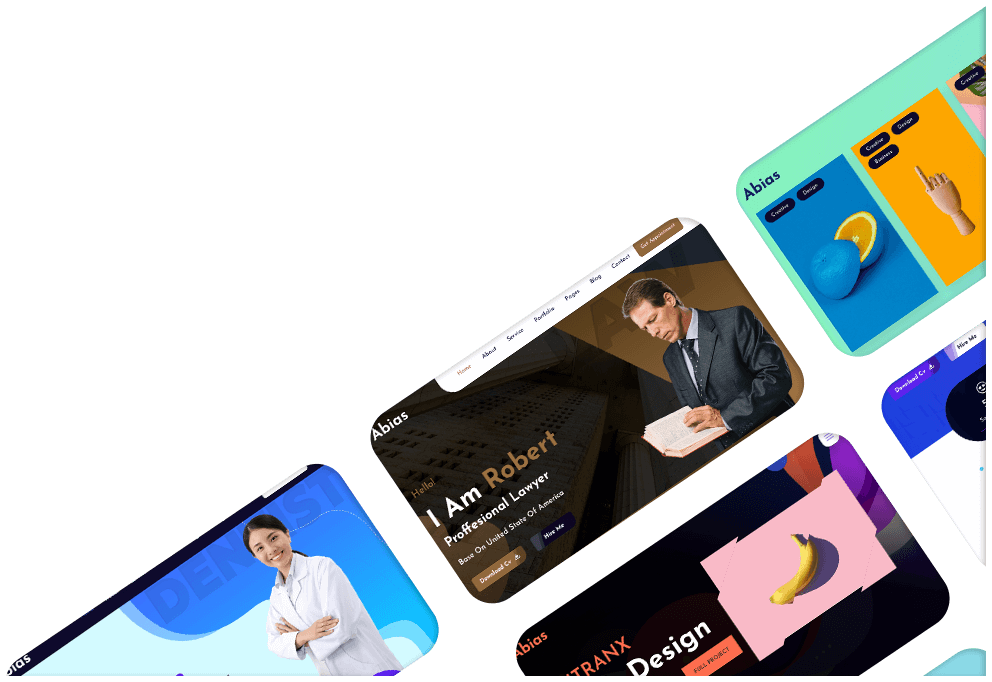 Abias
Creative
Design
Creative
Design
Business
Creative
Get Appointment
Home
About
Service
Portfolio
Pages
Blog
Contact
Abias
Hello!
I Am Robert
Proffesional Lawyer
Base On United State Of America
Download Cv
Hire Me
Download Cv
Hire Me
Abias
Design
FULL PROJECT